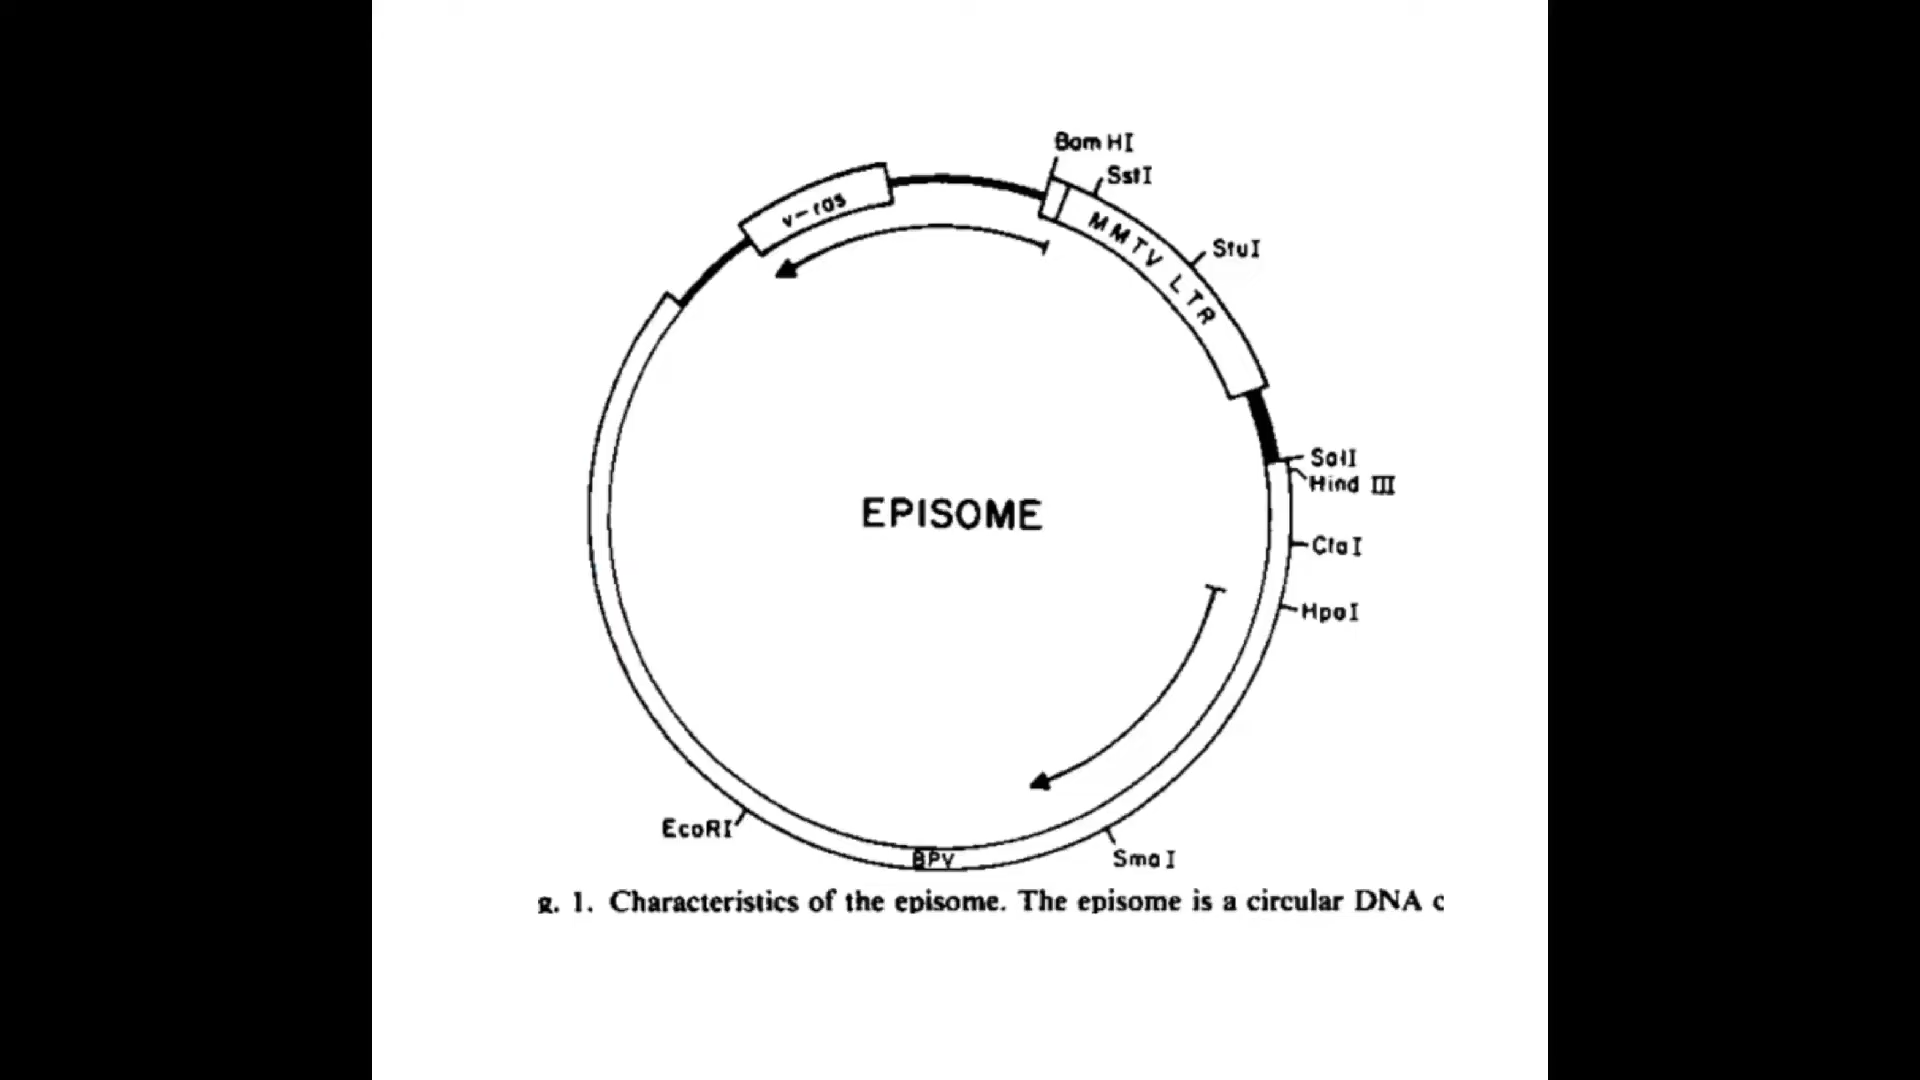 Bam HI
SstI
v-ras
MMTV LTR
StuI
SalI
Hind III
EPISOME
ClaI
HpaI
EcoRI
BPV
Sma I
g. 1. Characteristics of the episome. The episome is a circular DNA c